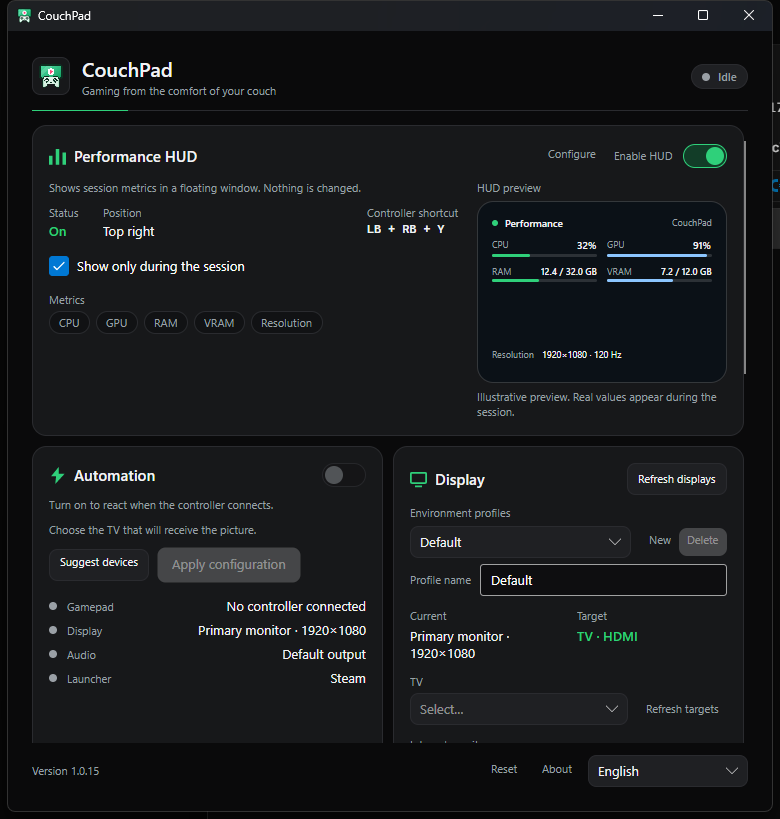 CouchPad
CouchPad
Gaming from the comfort of your couch
Idle
Performance HUD
Configure
Enable HUD
Shows session metrics in a floating window. Nothing is changed.
Status
Position
Controller shortcut
On
Top right
LB + RB + Y
Show only during the session
Metrics
CPU
GPU
RAM
VRAM
Resolution
HUD preview
Performance
CouchPad
CPU 32%
GPU 91%
RAM 12.4 / 32.0 GB
VRAM 7.2 / 12.0 GB
Resolution 1920×1080 · 120 Hz
Illustrative preview. Real values appear during the
session.
Automation
Turn on to react when the controller connects.
Choose the TV that will receive the picture.
Suggest devices
Apply configuration
Gamepad No controller connected
Display Primary monitor · 1920×1080
Audio Default output
Launcher Steam
Display
Refresh displays
Environment profiles
Default
New
Delete
Profile name
Default
Current
Target
Primary monitor ·
1920×1080
TV · HDMI
TV
Select...
Refresh targets
Version 1.0.15
Reset
About
English